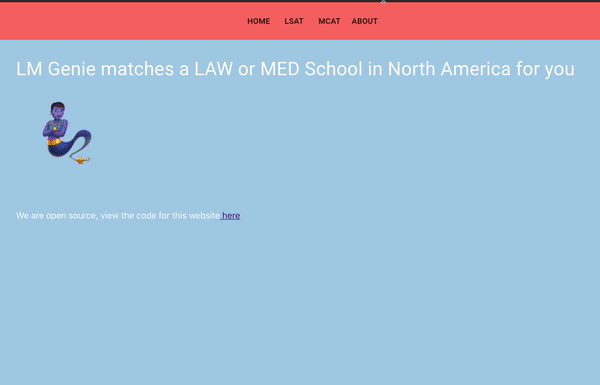 HOME LSAT MCAT ABOUT
LM Genie matches a LAW or MED School in North America for you
We are open source, view the code for this website here